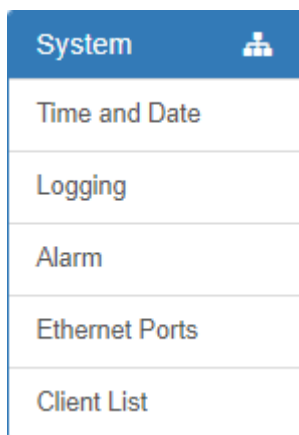 System
Time and Date
Logging
Alarm
Ethernet Ports
Client List